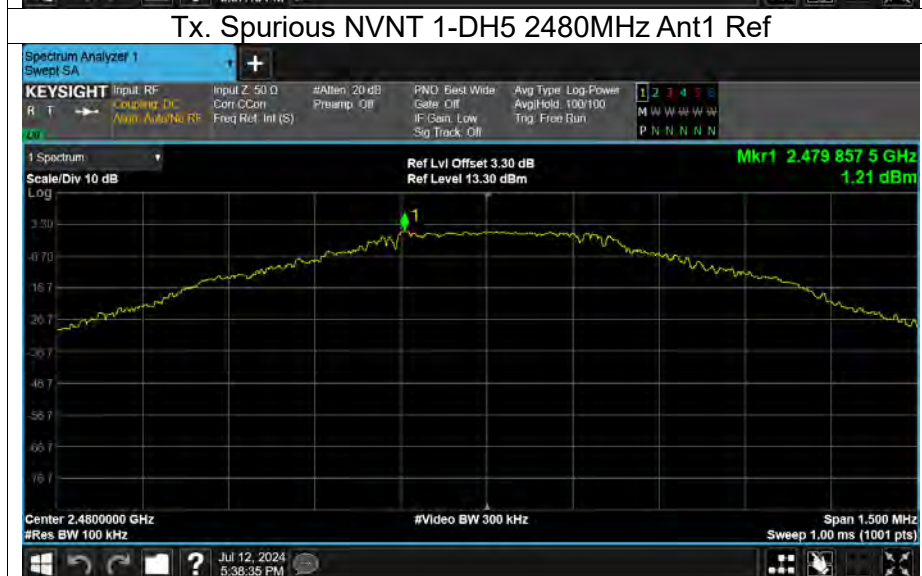 Tx. Spurious NVNT 1-DH5 2480MHz Ant1 Ref
Spectrum Analyzer 1
Swept SA
+
KEYSIGHT
R T
Input: RF
Coupling: DC
Align: Auto/No RF
Input Z: 50 Ω
Corr CCorr
Freq Ref: Int (S)
#Atten: 20 dB
Preamp: Off
PNO: Best Wide
Gate: Off
IF Gain: Low
Sig Track: Off
Avg Type: Log-Power
Avg|Hold: 100/100
Trig: Free Run
1 2 3 4 5 6
M W W W W W
P N N N N N
1 Spectrum
Scale/Div 10 dB
Log
Ref Lvl Offset 3.30 dB
Ref Level 13.30 dBm
Mkr1 2.479 857 5 GHz
1.21 dBm
1
3.30
-6.70
-16.7
-26.7
-36.7
-46.7
-56.7
-66.7
-76.7
Center 2.4800000 GHz
#Res BW 100 kHz
#Video BW 300 kHz
Span 1.500 MHz
Sweep 1.00 ms (1001 pts)
?
Jul 12, 2024
5:38:35 PM